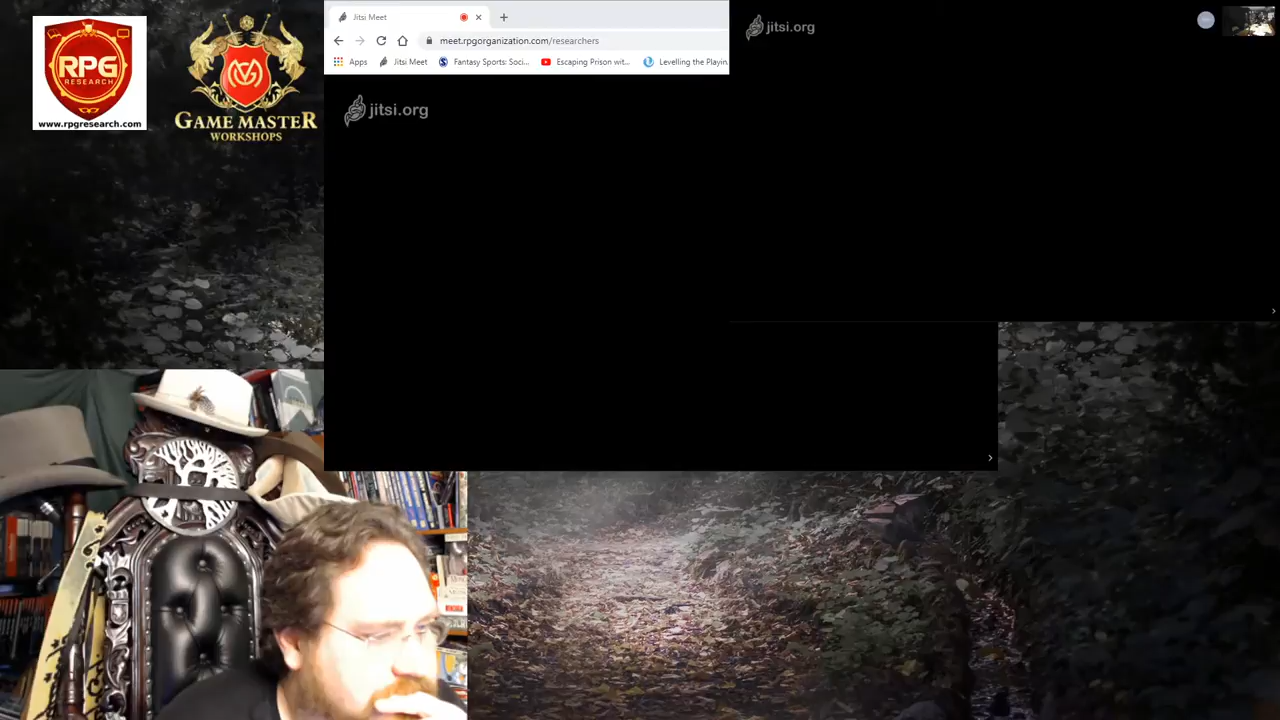 RPG
RESEARCH
www.rpgresearch.com
GAME MASTER
WORKSHOPS
Jitsi Meet
meet.rpgorganization.com/researchers
Apps
Jitsi Meet
Fantasy Sports: Soci...
Escaping Prison wit...
Levelling the Playin
jitsi.org
jitsi.org